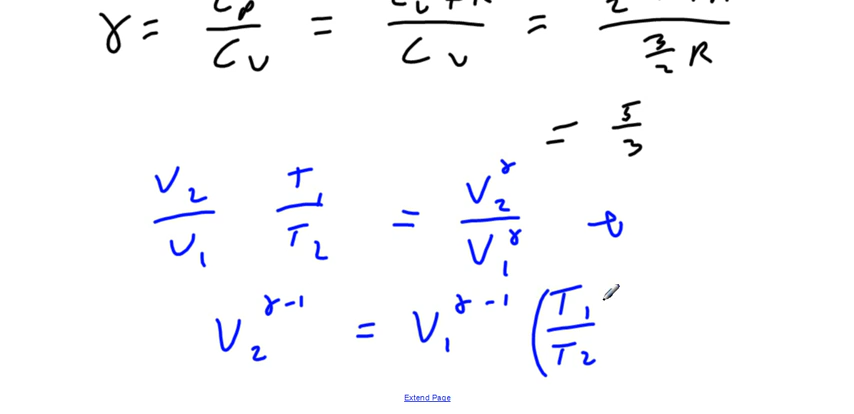 γ = Cp/Cv = Cv+R/Cv = /(3/2 R)
= 5/3
V2/V1 T1/T2 = V2^γ/V1^γ
V2^γ-1 = V1^γ-1 (T1/T2
Extend Page